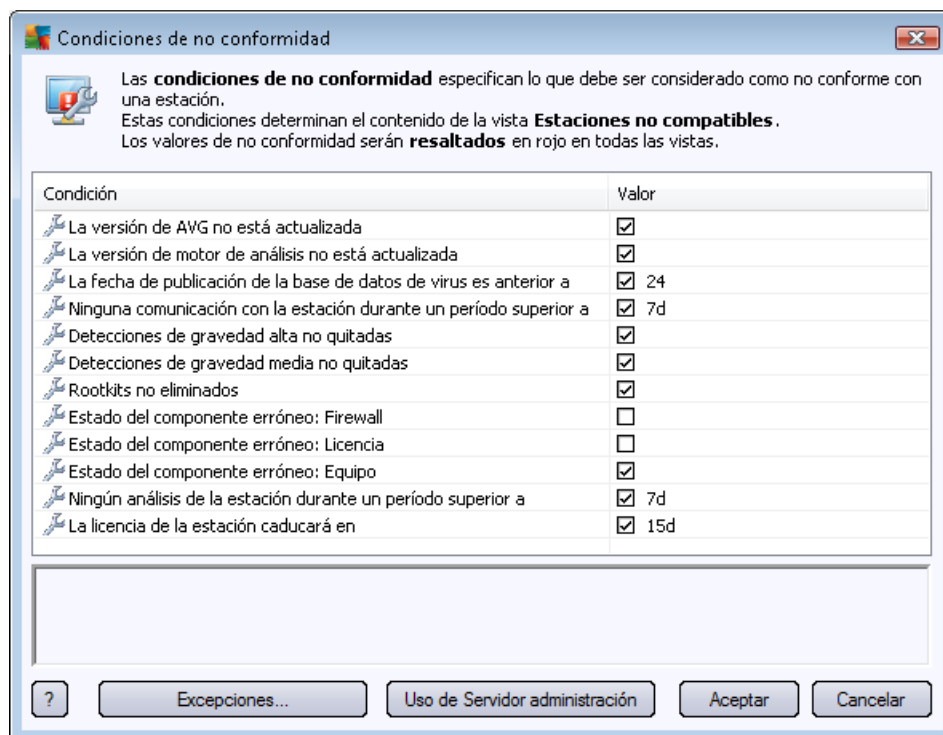 Condiciones de no conformidad
Las condiciones de no conformidad especifican lo que debe ser considerado como no conforme con
una estación.
Estas condiciones determinan el contenido de la vista Estaciones no compatibles.
Los valores de no conformidad serán resaltados en rojo en todas las vistas.
Condición Valor
La versión de AVG no está actualizada
La versión de motor de análisis no está actualizada
La fecha de publicación de la base de datos de virus es anterior a 24
Ninguna comunicación con la estación durante un período superior a 7d
Detecciones de gravedad alta no quitadas
Detecciones de gravedad media no quitadas
Rootkits no eliminados
Estado del componente erróneo: Firewall
Estado del componente erróneo: Licencia
Estado del componente erróneo: Equipo
Ningún análisis de la estación durante un período superior a 7d
La licencia de la estación caducará en 15d
? Excepciones... Uso de Servidor administración Aceptar Cancelar